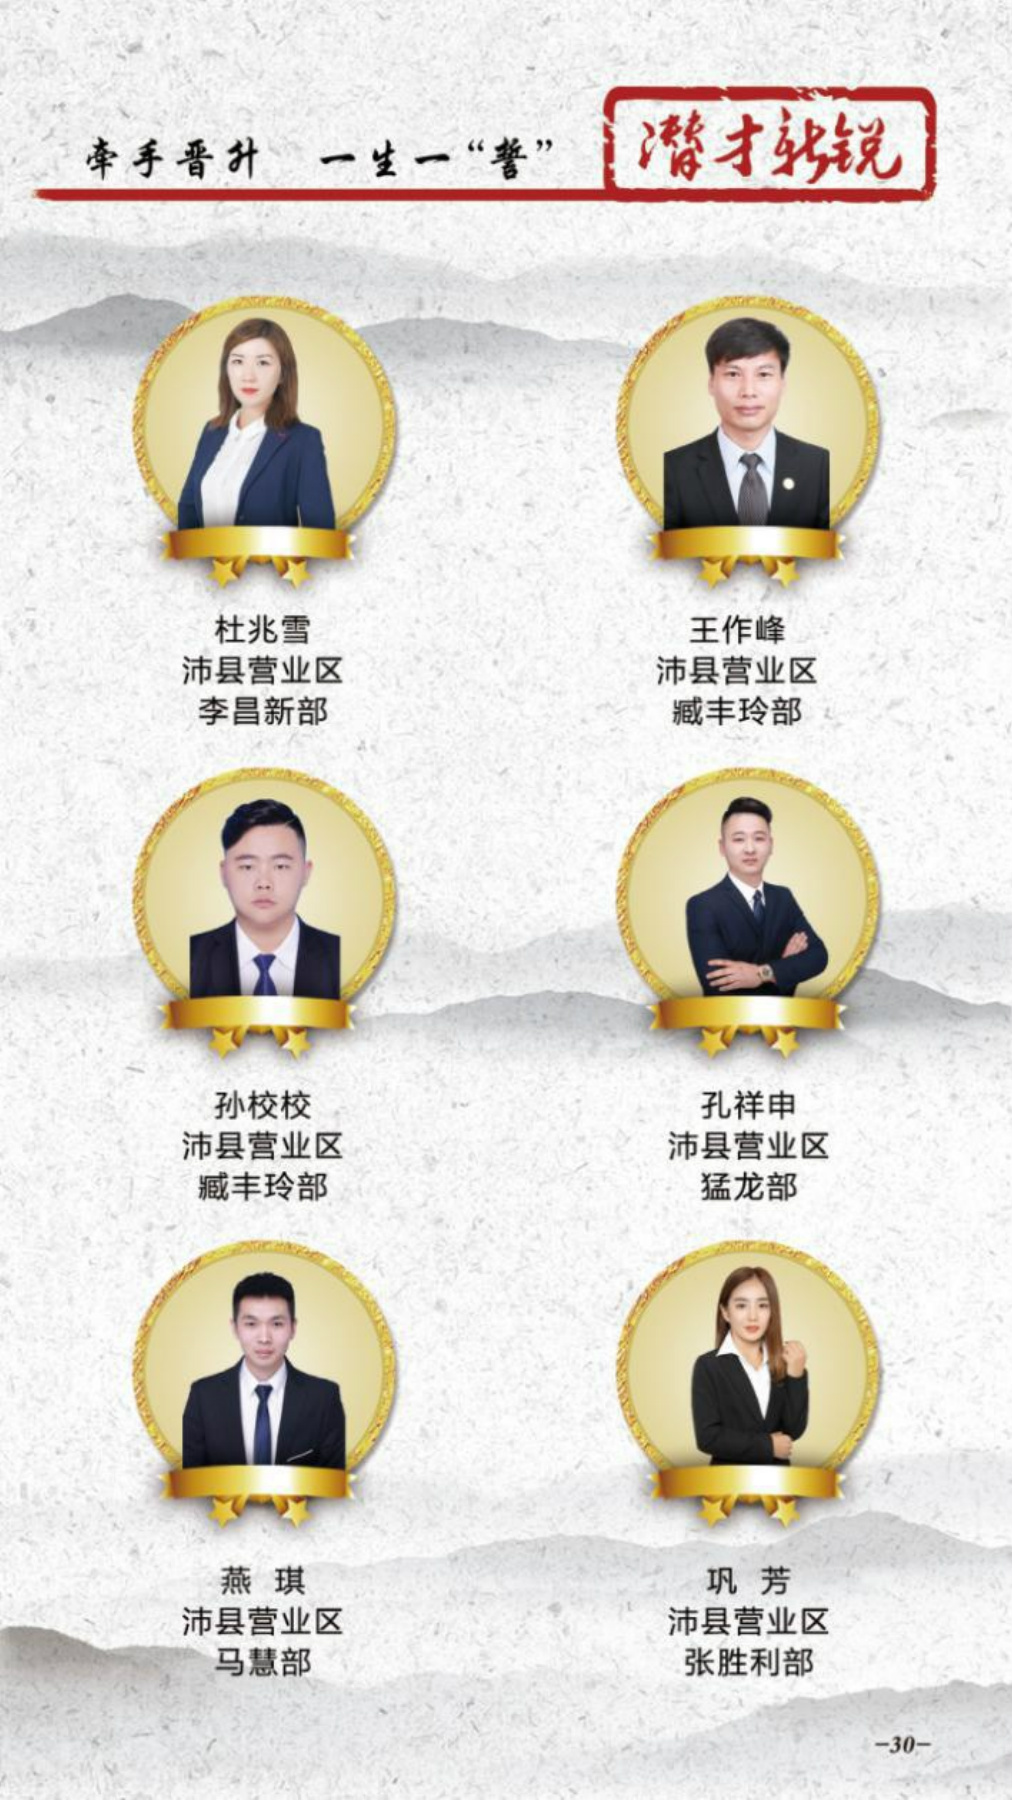 牵手晋升 一生一“誓”
潜才新锐
杜兆雪
沛县营业区
李昌新部
王作峰
沛县营业区
臧丰玲部
孙校校
沛县营业区
臧丰玲部
孔祥申
沛县营业区
猛龙部
燕 琪
沛县营业区
马慧部
巩 芳
沛县营业区
张胜利部
-30-